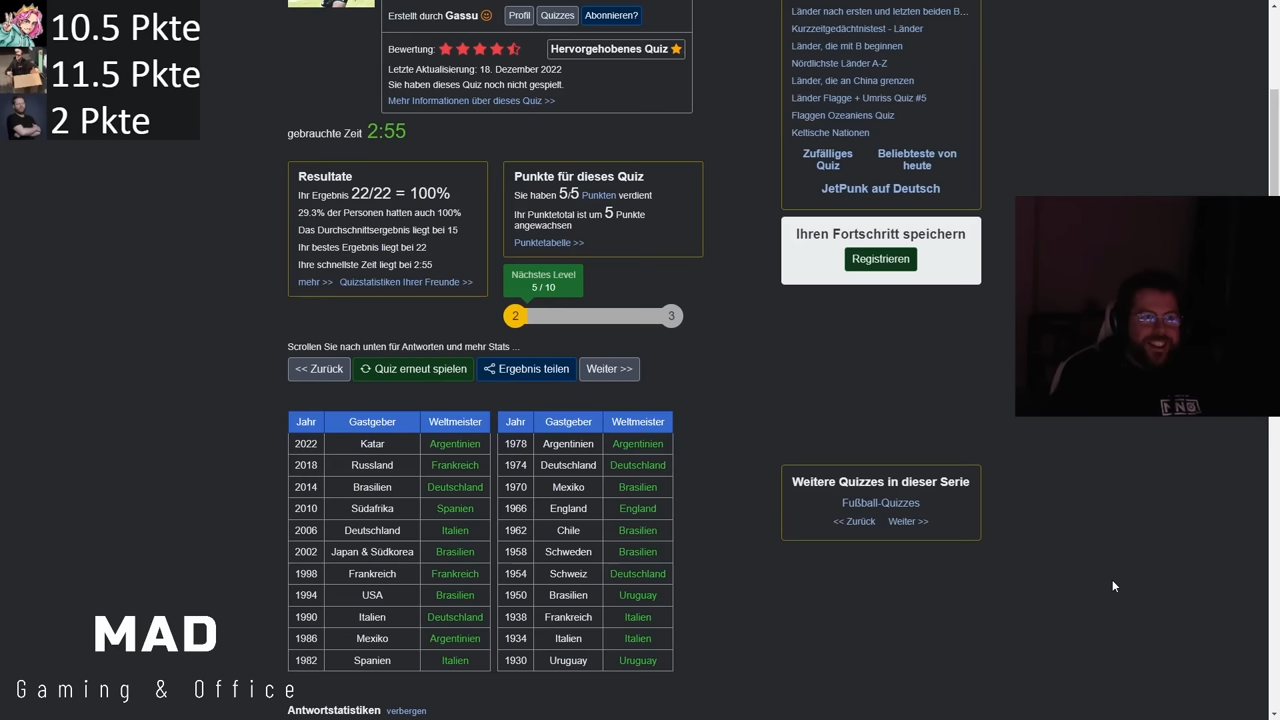 10.5 Pkte
11.5 Pkte
2 Pkte
Erstellt durch Gassu
Profil
Quizzes
Abonnieren?
Bewertung:
Hervorgehobenes Quiz
Letzte Aktualisierung: 18. Dezember 2022
Sie haben dieses Quiz noch nicht gespielt.
Mehr Informationen über dieses Quiz >>
gebrauchte Zeit 2:55
Resultate
Ihr Ergebnis 22/22 = 100%
29.3% der Personen hatten auch 100%
Das Durchschnittsergebnis liegt bei 15
Ihr bestes Ergebnis liegt bei 22
Ihre schnellste Zeit liegt bei 2:55
mehr >> Quizstatistiken Ihrer Freunde >>
Punkte für dieses Quiz
Sie haben 5/5 Punkten verdient
Ihr Punktetotal ist um 5 Punkte
angewachsen
Punktetabelle >>
Nächstes Level
5 / 10
2
3
Scrollen Sie nach unten für Antworten und mehr Stats ...
<< Zurück
Quiz erneut spielen
Ergebnis teilen
Weiter >>
Jahr Gastgeber Weltmeister
2022 Katar Argentinien
2018 Russland Frankreich
2014 Brasilien Deutschland
2010 Südafrika Spanien
2006 Deutschland Italien
2002 Japan & Südkorea Brasilien
1998 Frankreich Frankreich
1994 USA Brasilien
1990 Italien Deutschland
1986 Mexiko Argentinien
1982 Spanien Italien
Jahr Gastgeber Weltmeister
1978 Argentinien Argentinien
1974 Deutschland Deutschland
1970 Mexiko Brasilien
1966 England England
1962 Chile Brasilien
1958 Schweden Brasilien
1954 Schweiz Deutschland
1950 Brasilien Uruguay
1938 Frankreich Italien
1934 Italien Italien
1930 Uruguay Uruguay
Antwortstatistiken verbergen
Länder nach ersten und letzten beiden B...
Kurzzeitgedächtnistest - Länder
Länder, die mit B beginnen
Nördlichste Länder A-Z
Länder, die an China grenzen
Länder Flagge + Umriss Quiz #5
Flaggen Ozeaniens Quiz
Keltische Nationen
Zufälliges
Quiz
Beliebteste von
heute
JetPunk auf Deutsch
Ihren Fortschritt speichern
Registrieren
Weitere Quizzes in dieser Serie
Fußball-Quizzes
<< Zurück Weiter >>
MAD
Gaming & Office